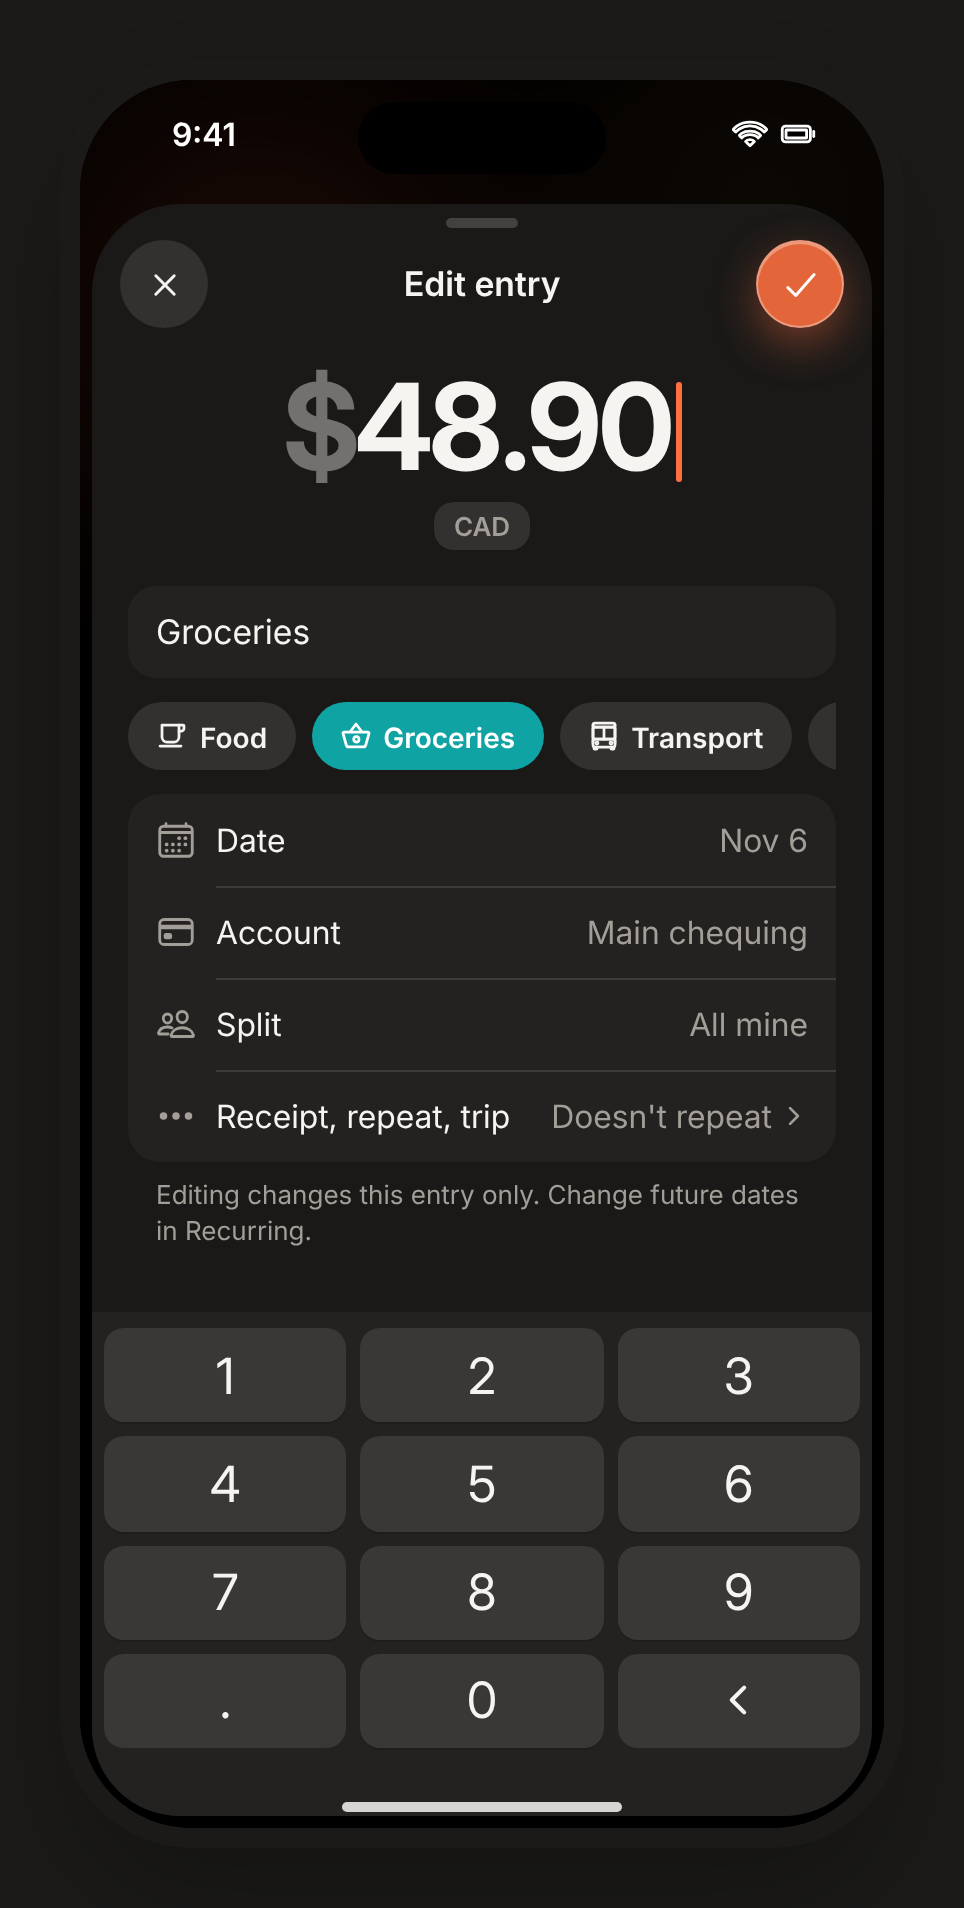 9:41
Edit entry
$48.90
CAD
Groceries
Food
Groceries
Transport
Date
Nov 6
Account
Main chequing
Split
All mine
Receipt, repeat, trip
Doesn't repeat
Editing changes this entry only. Change future dates
in Recurring.
1
2
3
4
5
6
7
8
9
.
0